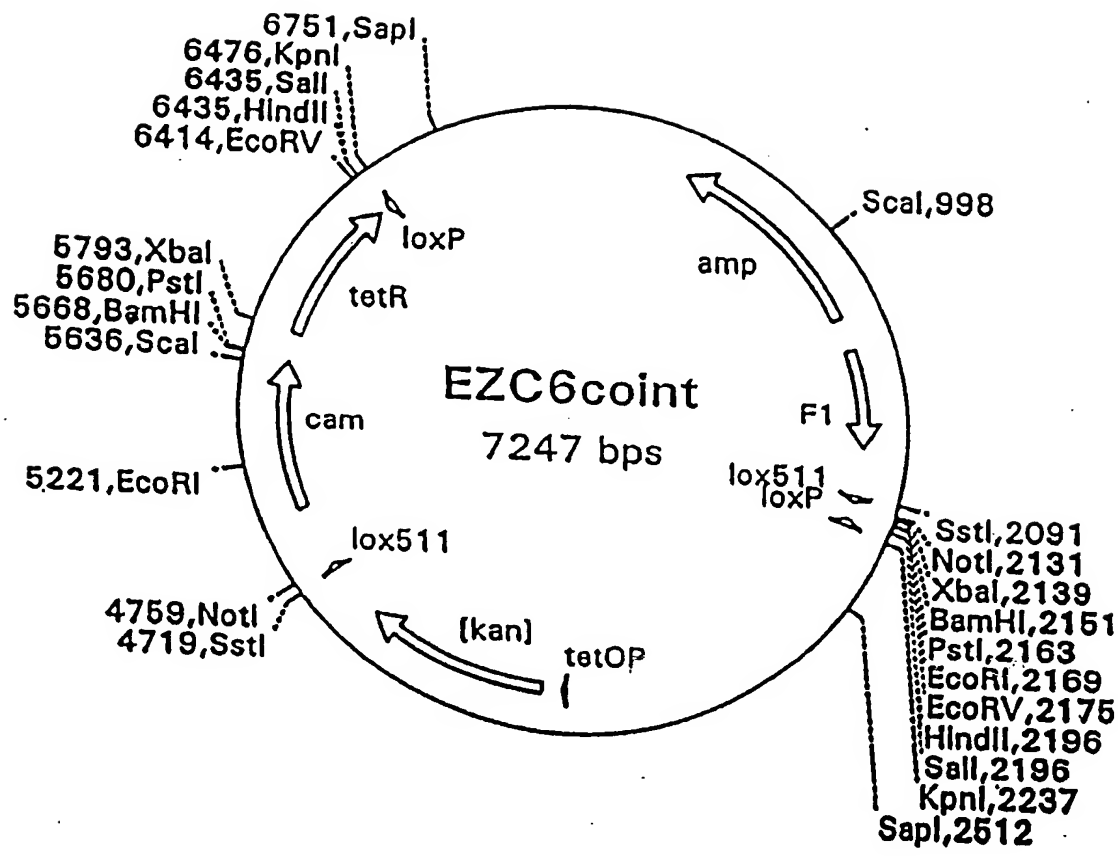 6751,SapI
6476,KpnI
6435,SalI
6435,HindII
6414,EcoRV
ScaI,998
loxP
amp
5793,XbaI
5680,PstI
5668,BamHI
5636,ScaI
tetR
EZC6coint
7247 bps
cam
F1
5221,EcoRI
lox511
loxP
lox511
SstI,2091
NotI,2131
XbaI,2139
BamHI,2151
PstI,2163
EcoRI,2169
EcoRV,2175
HindII,2196
SalI,2196
KpnI,2237
SapI,2512
4759,NotI
4719,SstI
[kan]
tetOP